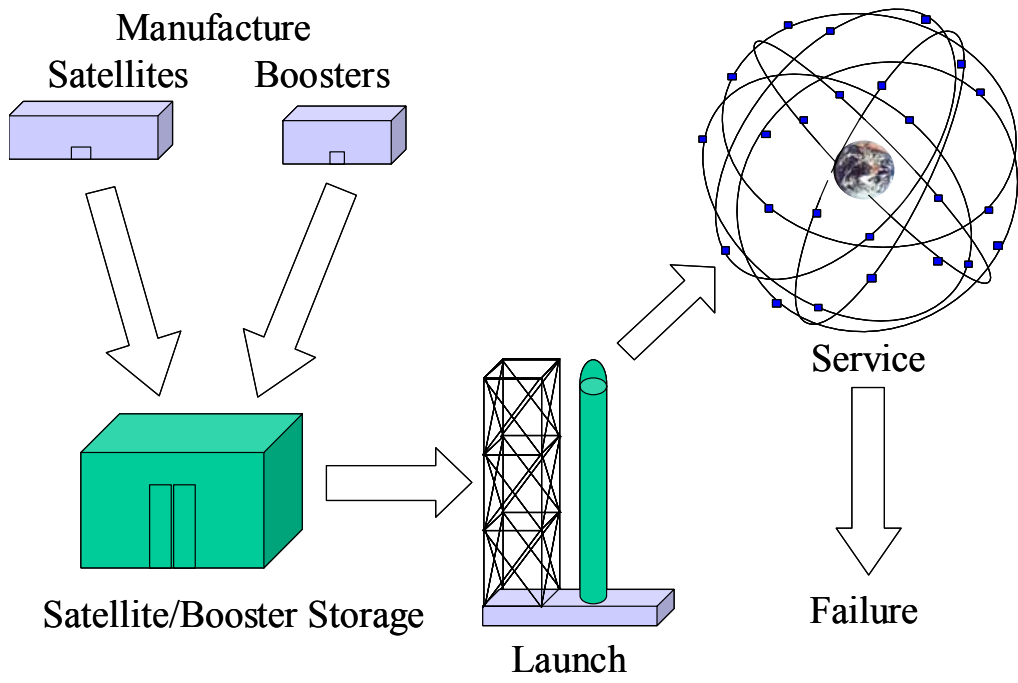 Manufacture
Satellites
Boosters
Service
Satellite/Booster Storage
Failure
Launch